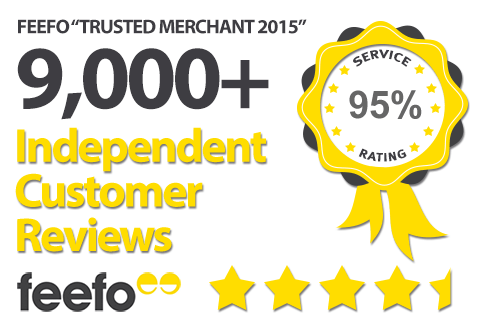 FEEFO “TRUSTED MERCHANT 2015”
9,000+
Independent
Customer
Reviews
feefo
SERVICE
95%
RATING